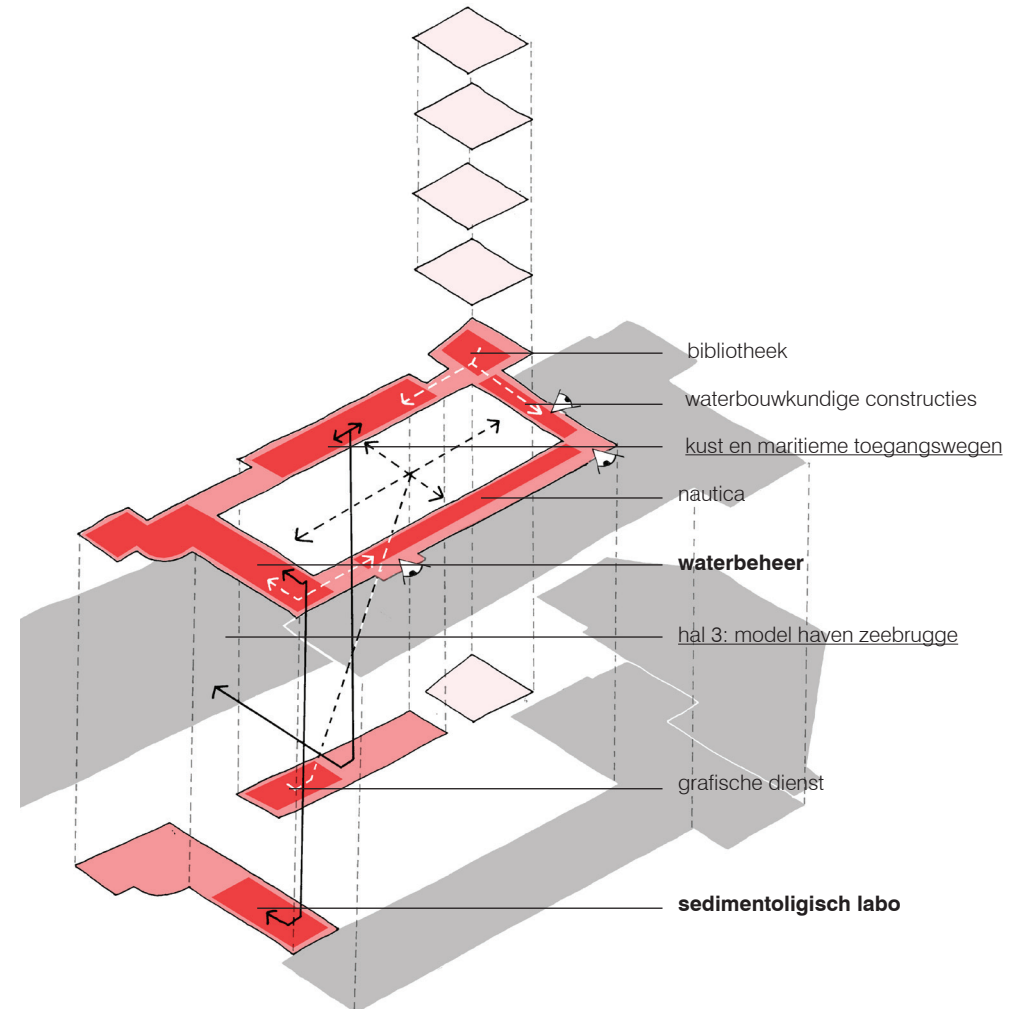 bibliotheek
waterbouwkundige constructies
kust en maritieme toegangswegen
nautica
waterbeheer
hal 3: model haven zeebrugge
grafische dienst
sedimentoligisch labo